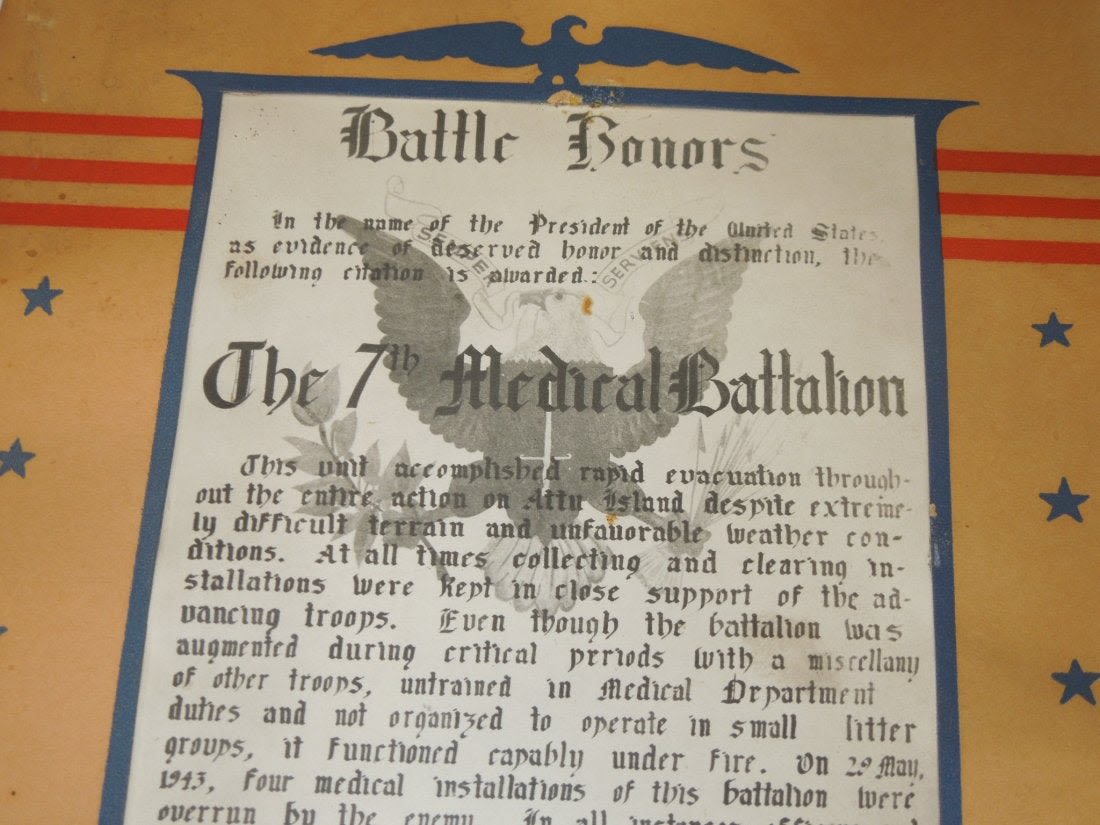 Battle Honors
In the name of the President of the United States,
as evidence of deserved honor and distinction, the
following citation is awarded:
SEMPER
SERVIENS
The 7th Medical Battalion
This unit accomplished rapid evacuation through-
out the entire action on Attu Island despite extreme-
ly difficult terrain and unfavorable weather con-
ditions. At all times collecting and clearing in-
stallations were kept in close support of the ad-
vancing troops. Even though the battalion was
augmented during critical periods with a miscellany
of other troops, untrained in Medical Department
duties and not organized to operate in small litter
groups, it functioned capably under fire. On 29 May,
1943, four medical installations of this battalion were
overrun by the enemy. In all instances